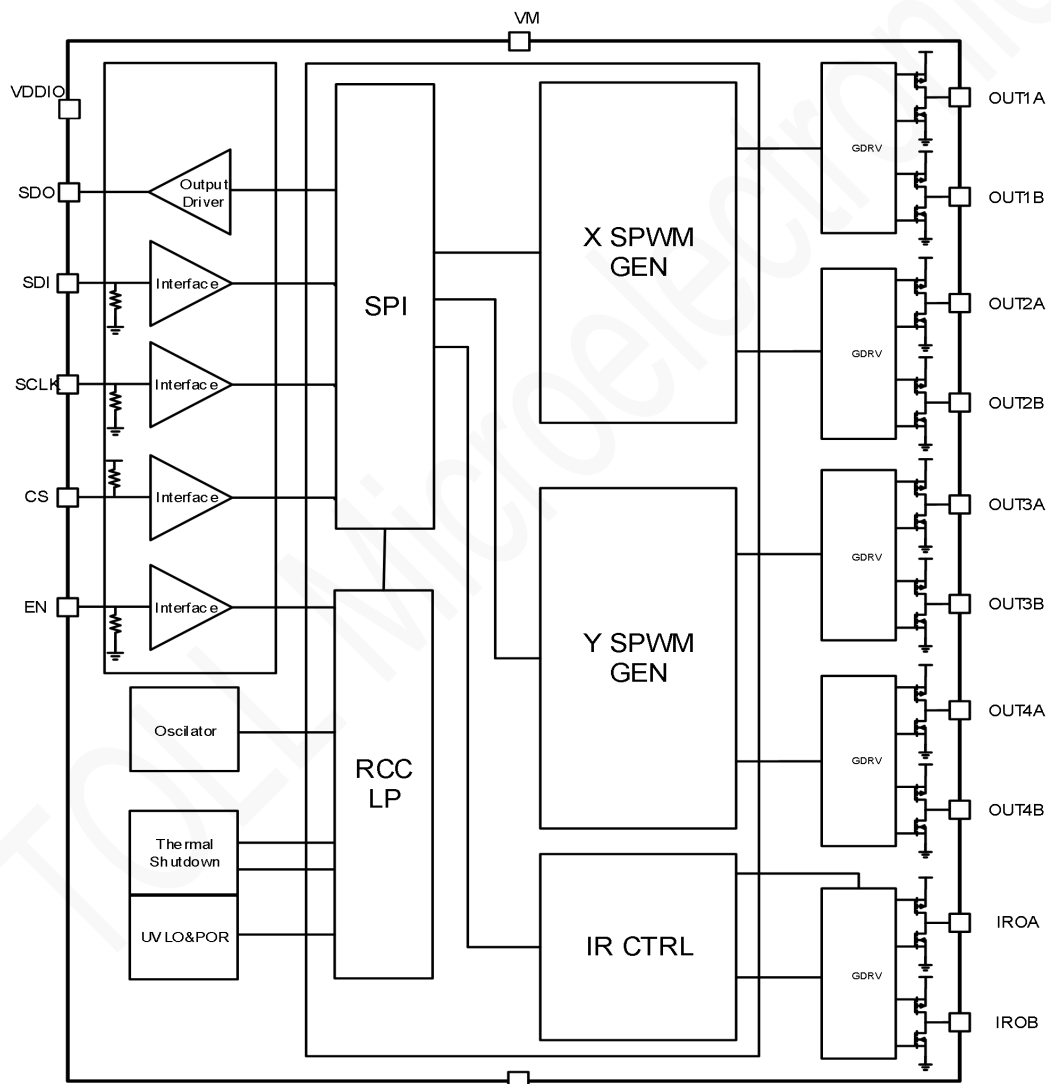 VM
VDDIO
SDO
SDI
SCLK
CS
EN
Output
Driver
Interface
Interface
Interface
Interface
Oscilator
Thermal
Shutdown
UVLO&POR
SPI
RCC
LP
X SPWM
GEN
Y SPWM
GEN
IR CTRL
GDRV
GDRV
GDRV
GDRV
GDRV
OUT1A
OUT1B
OUT2A
OUT2B
OUT3A
OUT3B
OUT4A
OUT4B
IROA
IROB
TOLL Microelectronic